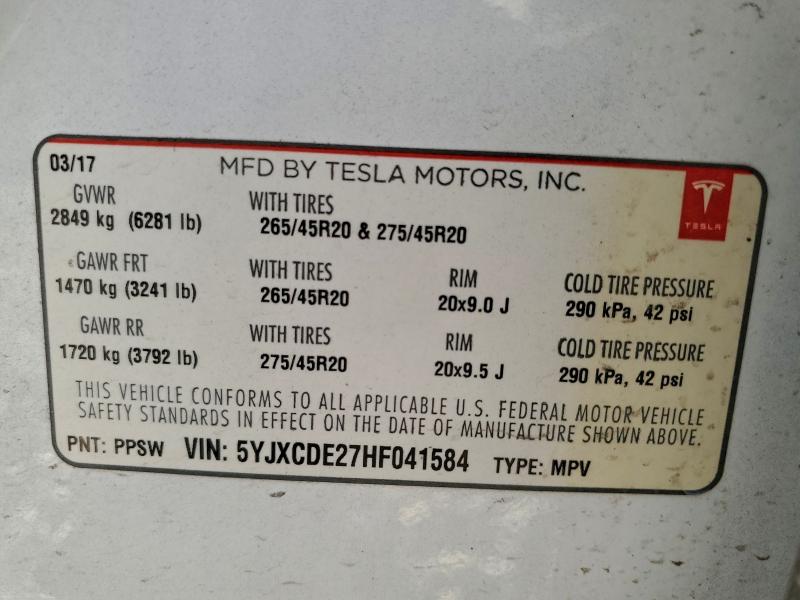 03/17 MFD BY TESLA MOTORS, INC.
TESLA
GVWR WITH TIRES
2849 kg (6281 lb) 265/45R20 & 275/45R20
GAWR FRT WITH TIRES RIM COLD TIRE PRESSURE
1470 kg (3241 lb) 265/45R20 20x9.0 J 290 kPa, 42 psi
GAWR RR WITH TIRES RIM COLD TIRE PRESSURE
1720 kg (3792 lb) 275/45R20 20x9.5 J 290 kPa, 42 psi
THIS VEHICLE CONFORMS TO ALL APPLICABLE U.S. FEDERAL MOTOR VEHICLE
SAFETY STANDARDS IN EFFECT ON THE DATE OF MANUFACTURE SHOWN ABOVE.
PNT: PPSW VIN: 5YJXCDE27HF041584 TYPE: MPV